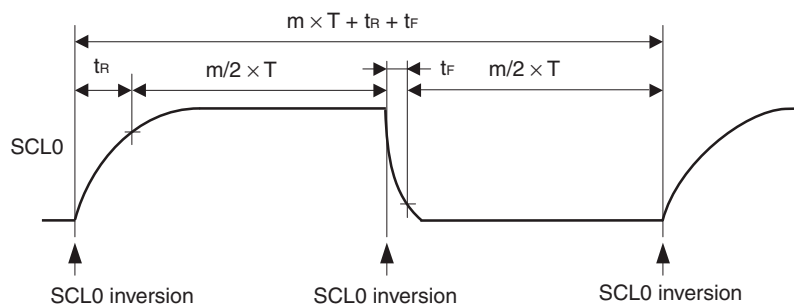 m × T + tR + tF
tR
m/2 × T
tF
m/2 × T
SCL0
SCL0 inversion
SCL0 inversion
SCL0 inversion